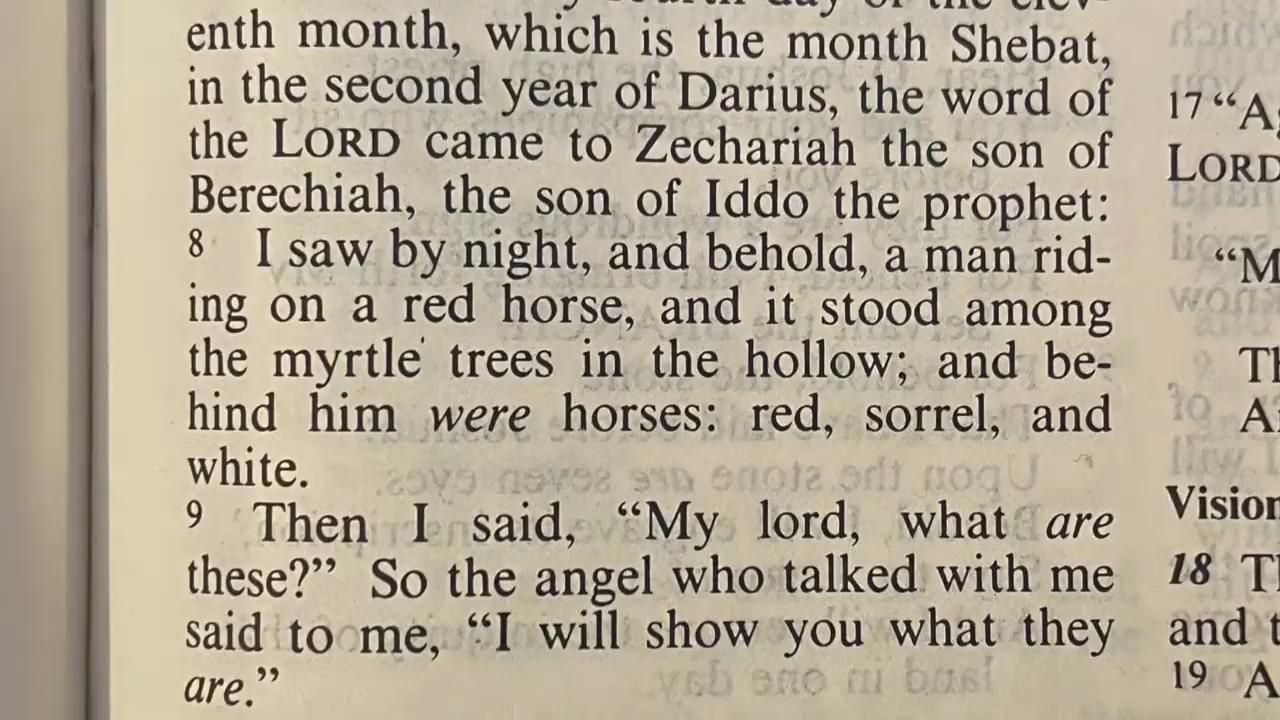 enth month, which is the month Shebat,
in the second year of Darius, the word of
the LORD came to Zechariah the son of
Berechiah, the son of Iddo the prophet:
8 I saw by night, and behold, a man rid-
ing on a red horse, and it stood among
the myrtle trees in the hollow; and be-
hind him were horses: red, sorrel, and
white.
9 Then I said, “My lord, what are
these?” So the angel who talked with me
said to me, “I will show you what they
are.”
17 “A
LORD
“M
Th
A
Vision
18 Th
and t
19 A